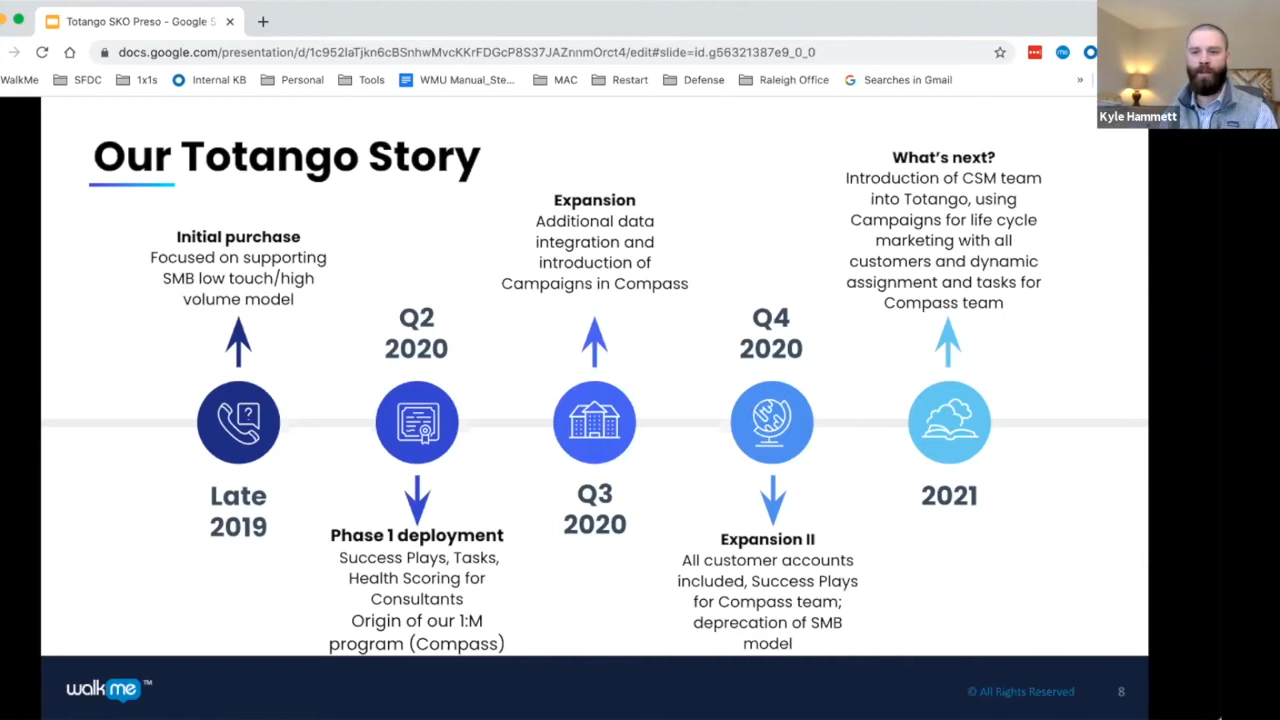 Totango SKO Preso - Google S
docs.google.com/presentation/d/1c952IaTjkn6cBSnhwMvcKKrFDGcP8S37JAZnnmOrct4/edit#slide=id.g56321387e9_0_0
WalkMe
SFDC
1x1s
Internal KB
Personal
Tools
WMU Manual_Ste...
MAC
Restart
Defense
Raleigh Office
Searches in Gmail
»
me
Kyle Hammett
Our Totango Story
Initial purchase
Focused on supporting
SMB low touch/high
volume model
Late
2019
Q2
2020
Phase 1 deployment
Success Plays, Tasks,
Health Scoring for
Consultants
Origin of our 1:M
program (Compass)
Expansion
Additional data
integration and
introduction of
Campaigns in Compass
Q3
2020
Q4
2020
Expansion II
All customer accounts
included, Success Plays
for Compass team;
deprecation of SMB
model
What's next?
Introduction of CSM team
into Totango, using
Campaigns for life cycle
marketing with all
customers and dynamic
assignment and tasks for
Compass team
2021
walkme™
© All Rights Reserved
8